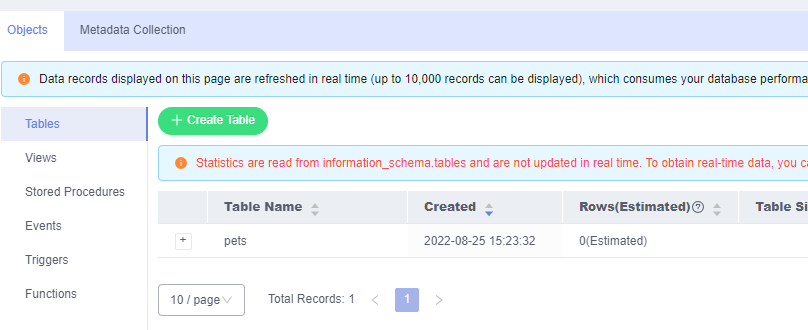 Objects Metadata Collection
Data records displayed on this page are refreshed in real time (up to 10,000 records can be displayed), which consumes your database performa
Tables
Create Table
Views
Statistics are read from information_schema.tables and are not updated in real time. To obtain real-time data, you ca
Stored Procedures
Table Name Created Rows(Estimated) Table Si
Events
pets 2022-08-25 15:23:32 0(Estimated)
Triggers
Functions
10 / page Total Records: 1 1